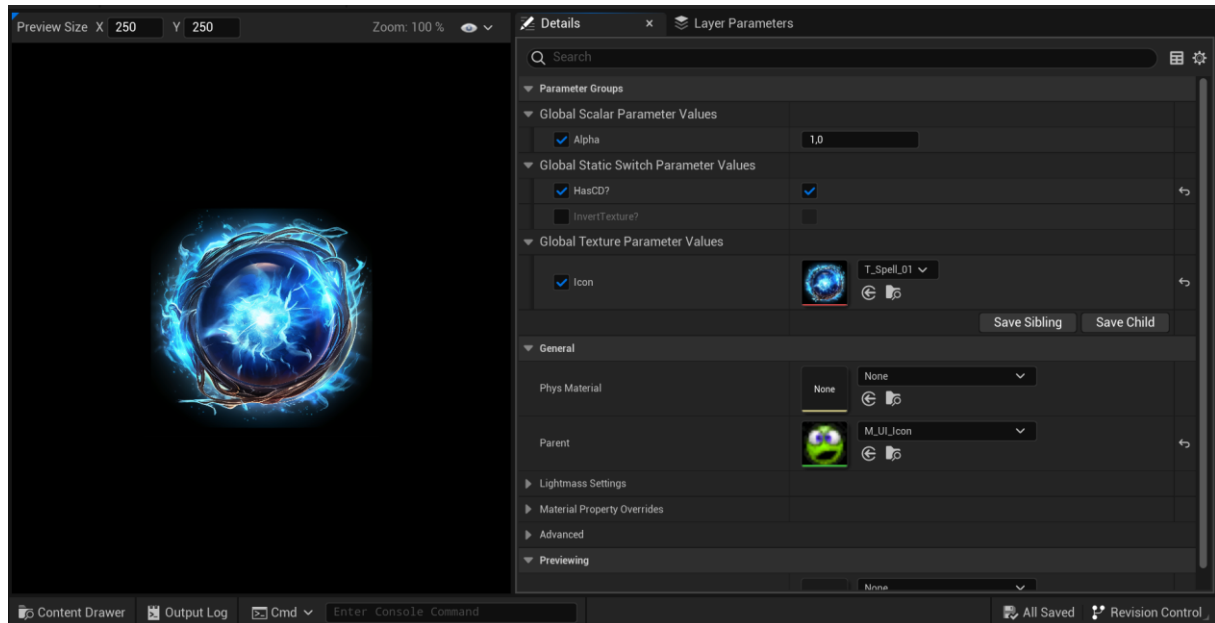 Preview Size X 250 Y 250 Zoom: 100 %
Details × Layer Parameters
Search
Parameter Groups
Global Scalar Parameter Values
Alpha 1,0
Global Static Switch Parameter Values
HasCD?
InvertTexture?
Global Texture Parameter Values
Icon T_Spell_01
Save Sibling Save Child
General
Phys Material None None
Parent M_UI_Icon
Lightmass Settings
Material Property Overrides
Advanced
Previewing
None
Content Drawer Output Log Cmd Enter Console Command All Saved Revision Control